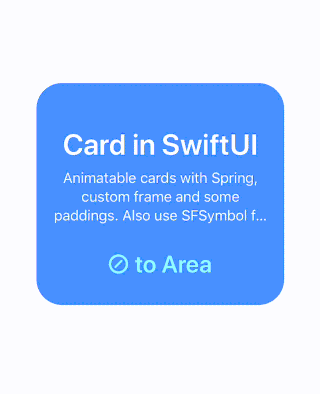 Card in SwiftUI
Animatable cards with Spring,
custom frame and some
paddings. Also use SFSymbol f...
to Area